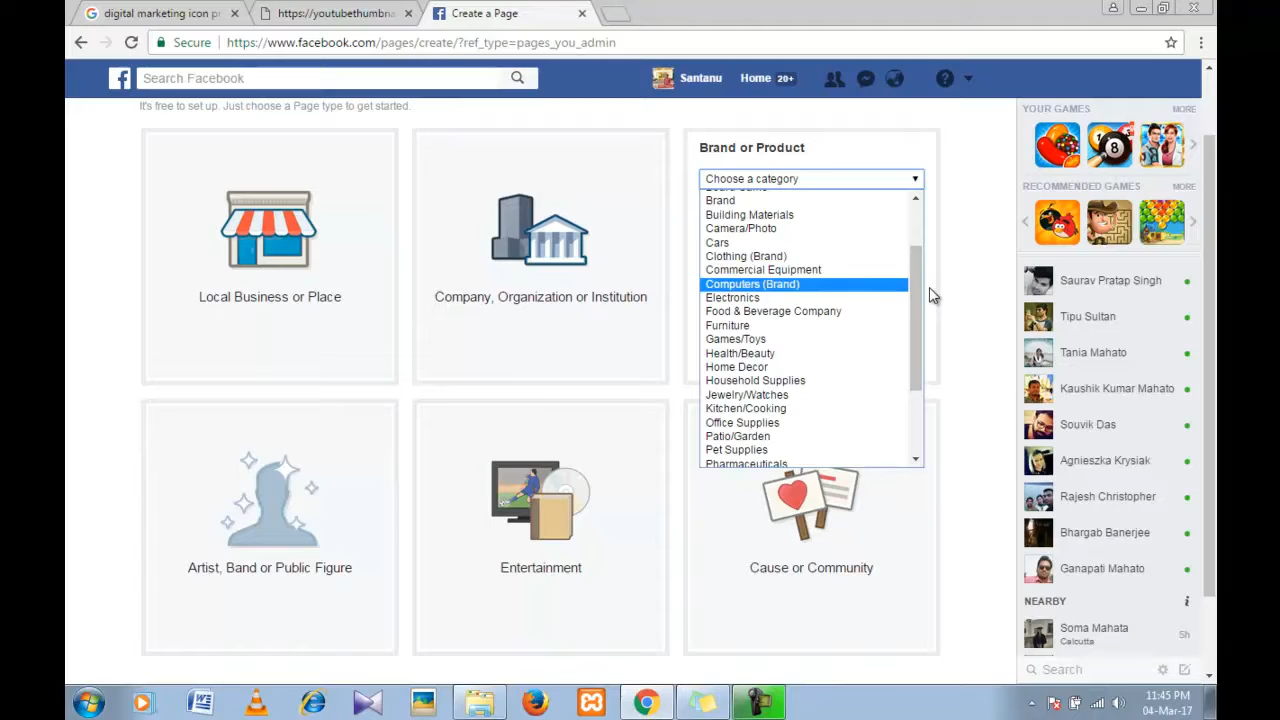 digital marketing icon pr
https://youtubethumbna
Create a Page
Secure
https://www.facebook.com/pages/create/?ref_type=pages_you_admin
Search Facebook
Santanu
Home 20+
It's free to set up. Just choose a Page type to get started.
Local Business or Place
Company, Organization or Institution
Brand or Product
Choose a category
Board Game
Brand
Building Materials
Camera/Photo
Cars
Clothing (Brand)
Commercial Equipment
Computers (Brand)
Electronics
Food & Beverage Company
Furniture
Games/Toys
Health/Beauty
Home Decor
Household Supplies
Jewelry/Watches
Kitchen/Cooking
Office Supplies
Patio/Garden
Pet Supplies
Pharmaceuticals
Artist, Band or Public Figure
Entertainment
Cause or Community
YOUR GAMES MORE
RECOMMENDED GAMES MORE
Saurav Pratap Singh
Tipu Sultan
Tania Mahato
Kaushik Kumar Mahato
Souvik Das
Agnieszka Krysiak
Rajesh Christopher
Bhargab Banerjee
Ganapati Mahato
NEARBY
Soma Mahata
Calcutta
5h
Search
11:45 PM
04-Mar-17